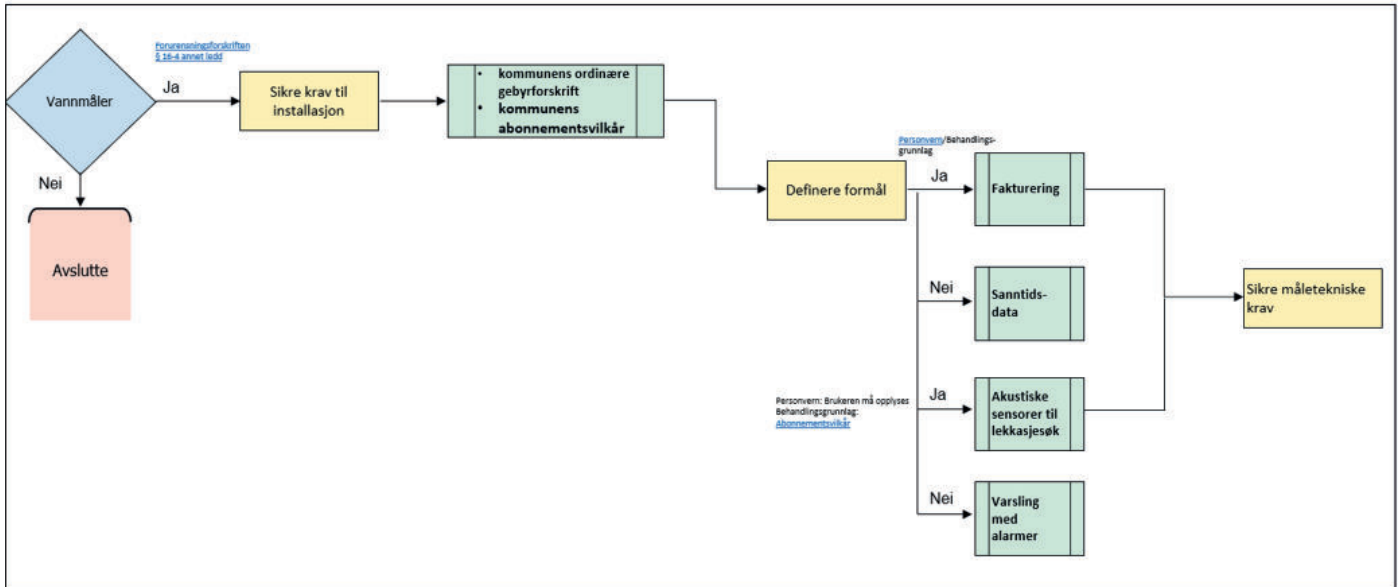 Forurensningsforskriften
§ 16-4 annet ledd
Vannmåler
Ja
Sikre krav til
installasjon
• kommunens ordinære
gebyrforskrift
• kommunens
abonnementsvilkår
Nei
Avslutte
Definere formål
Personvern/Behandlings-
grunnlag
Ja
Fakturering
Nei
Sanntids-
data
Personvern: Brukeren må opplyses
Behandlingsgrunnlag:
Abonnementsvilkår
Ja
Akustiske
sensorer til
lekkasjesøk
Nei
Varsling
med
alarmer
Sikre måletekniske
krav